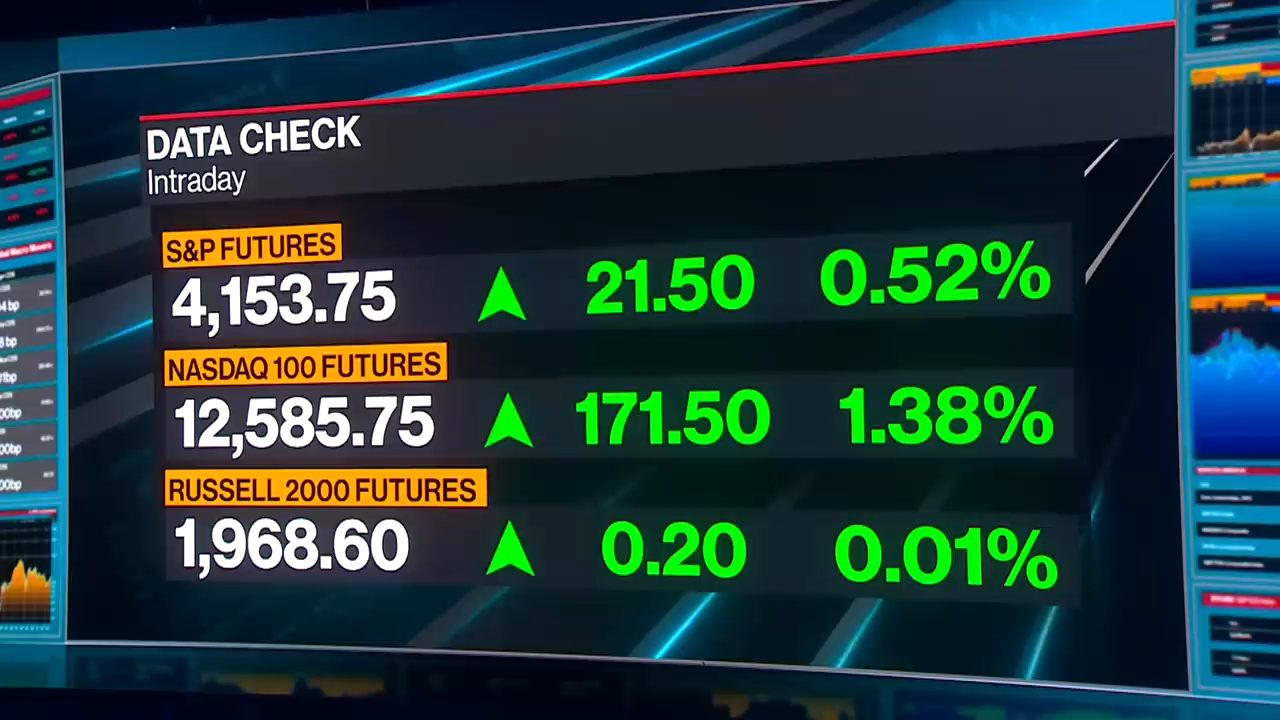 DATA CHECK
Intraday
S&P FUTURES
4,153.75 ▲ 21.50 0.52%
NASDAQ 100 FUTURES
12,585.75 ▲ 171.50 1.38%
RUSSELL 2000 FUTURES
1,968.60 ▲ 0.20 0.01%